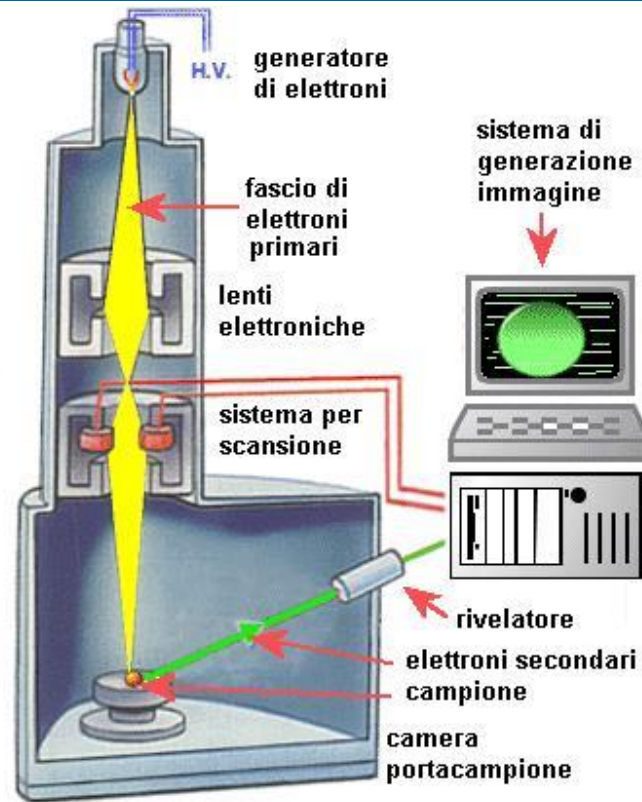 H.V.
generatore
di elettroni
sistema di
generazione
immagine
fascio di
elettroni
primari
lenti
elettroniche
sistema per
scansione
rivelatore
elettroni secondari
campione
camera
portacampione